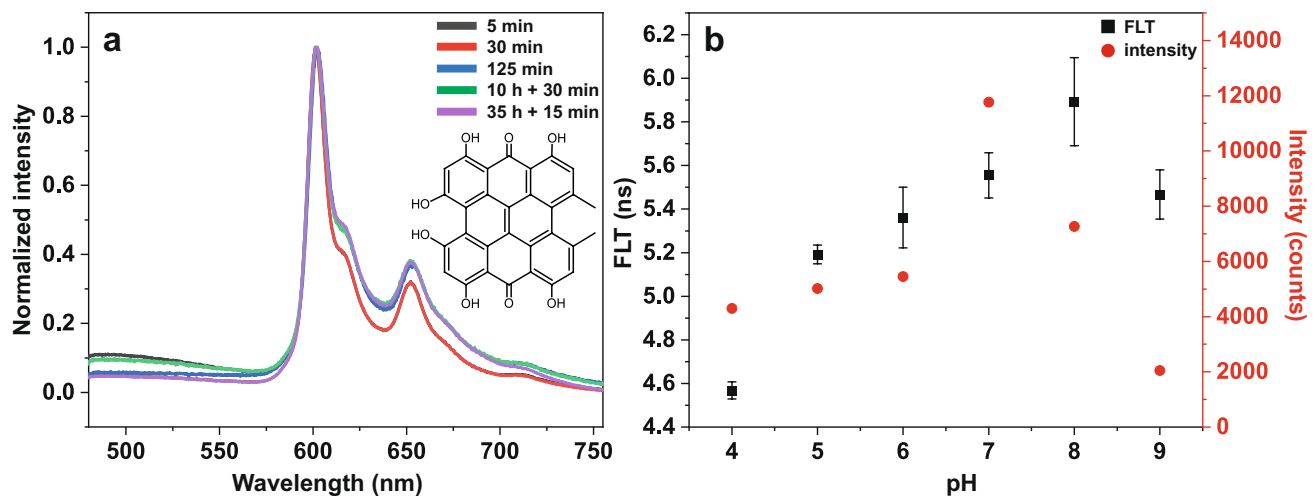 a
5 min
30 min
125 min
10 h + 30 min
35 h + 15 min
OH
O
OH
HO
HO
OH
O
OH
1.0
0.8
0.6
0.4
0.2
0.0
Normalized intensity
500
550
600
650
700
750
Wavelength (nm)
b
FLT
intensity
6.2
6.0
5.8
5.6
5.4
5.2
5.0
4.8
4.6
4.4
FLT (ns)
14000
12000
10000
8000
6000
4000
2000
0
Intensity (counts)
4
5
6
7
8
9
pH